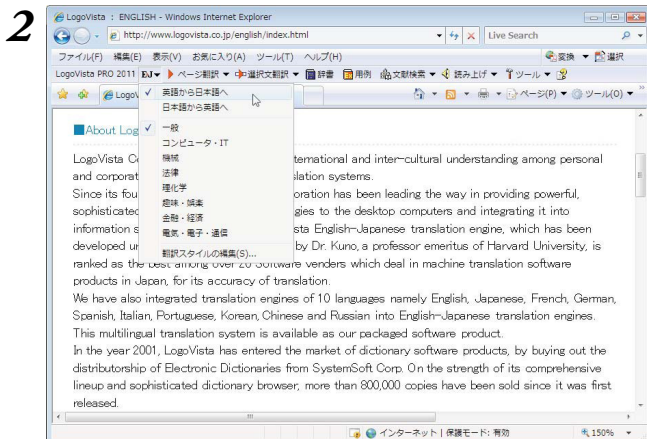 2
LogoVista : ENGLISH - Windows Internet Explorer
http://www.logovista.co.jp/english/index.html
Live Search
ファイル(F) 編集(E) 表示(V) お気に入り(A) ツール(T) ヘルプ(H)
変換 選択
LogoVista PRO 2011 EJ ページ翻訳 選択文翻訳 辞書 用例 文献検索 読み上げ ツール
LogoV
ページ(P) ツール(O)
英語から日本語へ
日本語から英語へ
一般
コンピュータ・IT
機械
法律
理化学
趣味・娯楽
金融・経済
電気・電子・通信
翻訳スタイルの編集(S)...
■About Log
LogoVista C ternational and inter-cultural understanding among personal
and corporat lation systems.
Since its fou oration has been leading the way in providing powerful,
sophisticated gies to the desktop computers and integrating it into
information s sta English-Japanese translation engine, which has been
developed un by Dr. Kuno, a professor emeritus of Harvard University, is
ranked as the best among over 20 software venders which deal in machine translation software
products in Japan, for its accuracy of translation.
We have also integrated translation engines of 10 languages namely English, Japanese, French, German,
Spanish, Italian, Portuguese, Korean, Chinese and Russian into English-Japanese translation engines.
This multilingual translation system is available as our packaged software product.
In the year 2001, LogoVista has entered the market of dictionary software products, by buying out the
distributorship of Electronic Dictionaries from SystemSoft Corp. On the strength of its comprehensive
lineup and sophisticated dictionary browser, more than 800,000 copies have been sold since it was first
released.
インターネット | 保護モード: 有効
150%